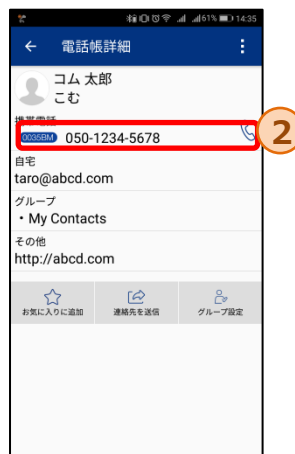 61% 14:35
電話帳詳細
コム 太郎
こむ
携帯電話
0035BM 050-1234-5678
2
自宅
taro@abcd.com
グループ
・My Contacts
その他
http://abcd.com
お気に入りに追加 連絡先を送信 グループ設定